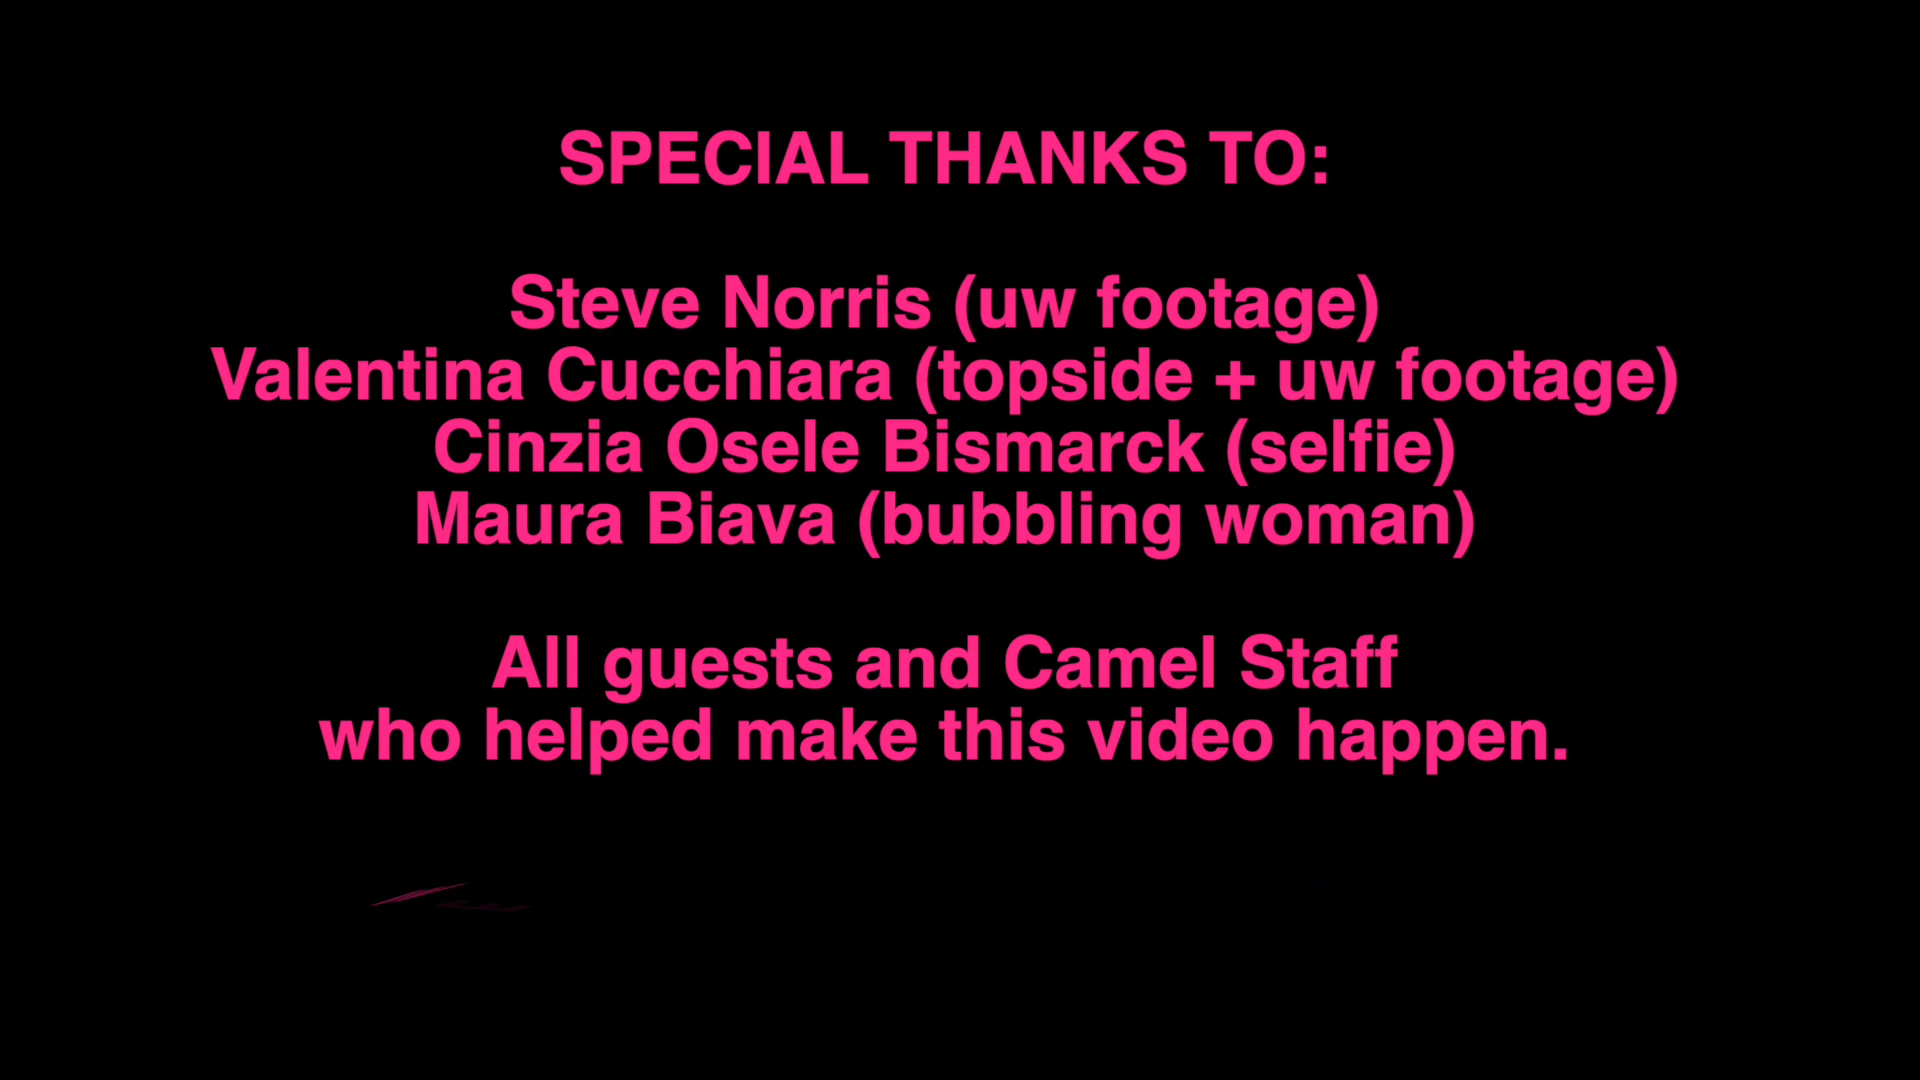 SPECIAL THANKS TO:
Steve Norris (uw footage)
Valentina Cucchiara (topside + uw footage)
Cinzia Osele Bismarck (selfie)
Maura Biava (bubbling woman)
All guests and Camel Staff
who helped make this video happen.